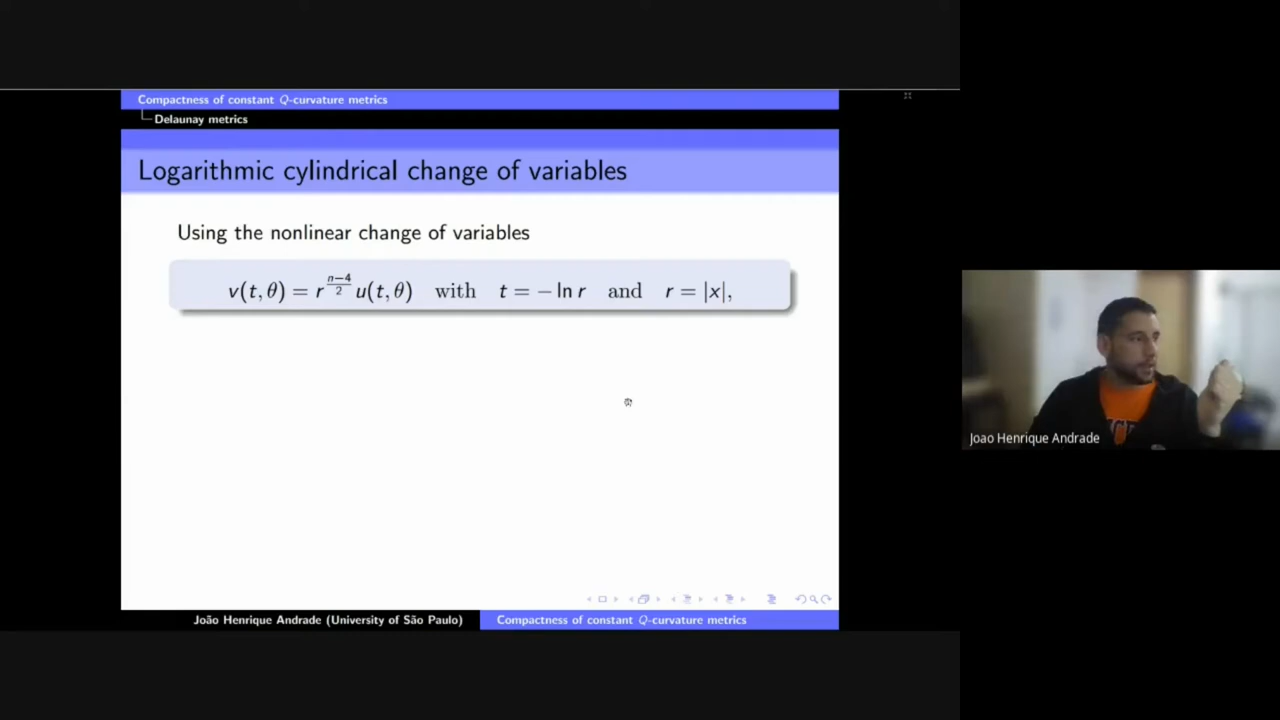 Compactness of constant Q-curvature metrics
Delaunay metrics
Logarithmic cylindrical change of variables
Using the nonlinear change of variables
v(t, θ) = r^{\frac{n−4}{2}} u(t, θ) with t = − ln r and r = |x|,
Joao Henrique Andrade
João Henrique Andrade (University of São Paulo) Compactness of constant Q-curvature metrics